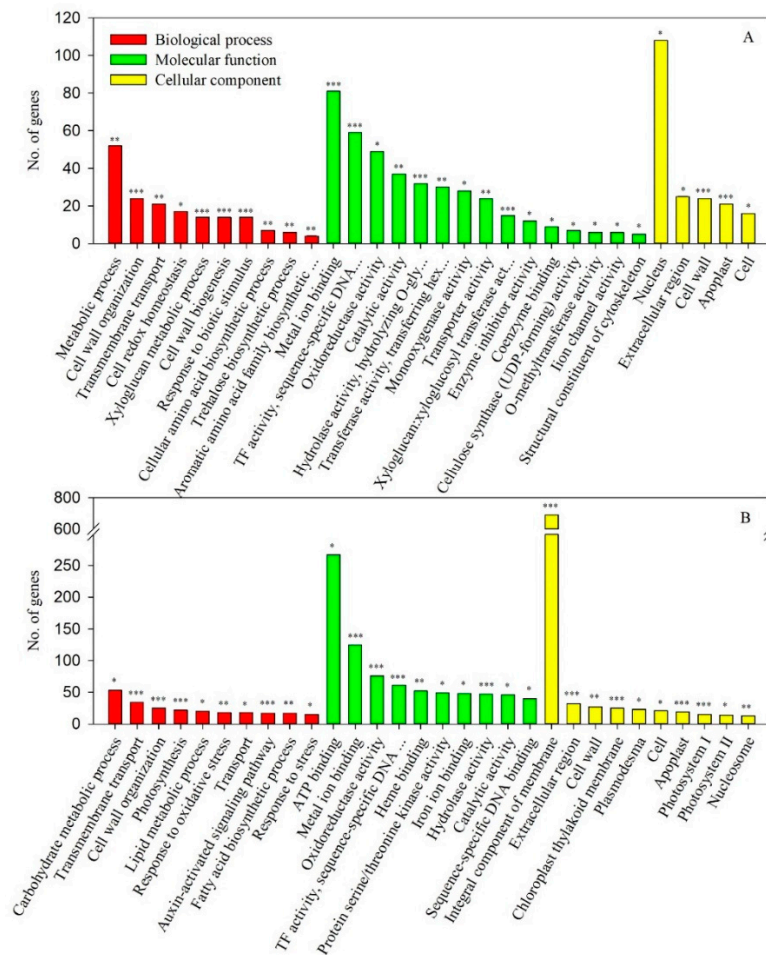 A
Biological process
Molecular function
Cellular component
No. of genes
120
100
80
60
40
20
0
** *** ** * *** *** *** ** ** ** *** *** * ** *** ** * ** *** * * * * * * * * *** *** *
Metabolic process
Cell wall organization
Transmembrane transport
Cell redox homeostasis
Xyloglucan metabolic process
Cell wall biogenesis
Response to biotic stimulus
Cellular amino acid biosynthetic process
Trehalose biosynthetic process
Aromatic amino acid family biosynthetic ...
Metal ion binding
TF activity, sequence-specific DNA...
Oxidoreductase activity
Catalytic activity
Hydrolase activity, hydrolyzing O-gly...
Transferase activity, transferring hex...
Monooxygenase activity
Transporter activity
Xyloglucan:xyloglucosyl transferase act...
Enzyme inhibitor activity
Coenzyme binding
Cellulose synthase (UDP-forming) activity
O-methyltransferase activity
Iion channel activity
Structural constituent of cytoskeleton
Nucleus
Extracellular region
Cell wall
Apoplast
Cell
B
No. of genes
800
600
250
200
150
100
50
0
* *** *** *** * ** * *** ** * * *** *** *** ** * * *** * * *** *** ** *** * * *** *** * **
Carbohydrate metabolic process
Transmembrane transport
Cell wall organization
Photosynthesis
Lipid metabolic process
Response to oxidative stress
Transport
Auxin-activated signaling pathway
Fatty acid biosynthetic process
Response to stress
ATP binding
Metal ion binding
Oxidoreductase activity
TF activity, sequence-specific DNA ...
Heme binding
Protein serine/threonine kinase activity
Iron ion binding
Hydrolase activity
Catalytic activity
Sequence-specific DNA binding
Integral component of membrane
Extracellular region
Cell wall
Chloroplast thylakoid membrane
Plasmodesma
Cell
Apoplast
Photosystem I
Photosystem II
Nucleosome